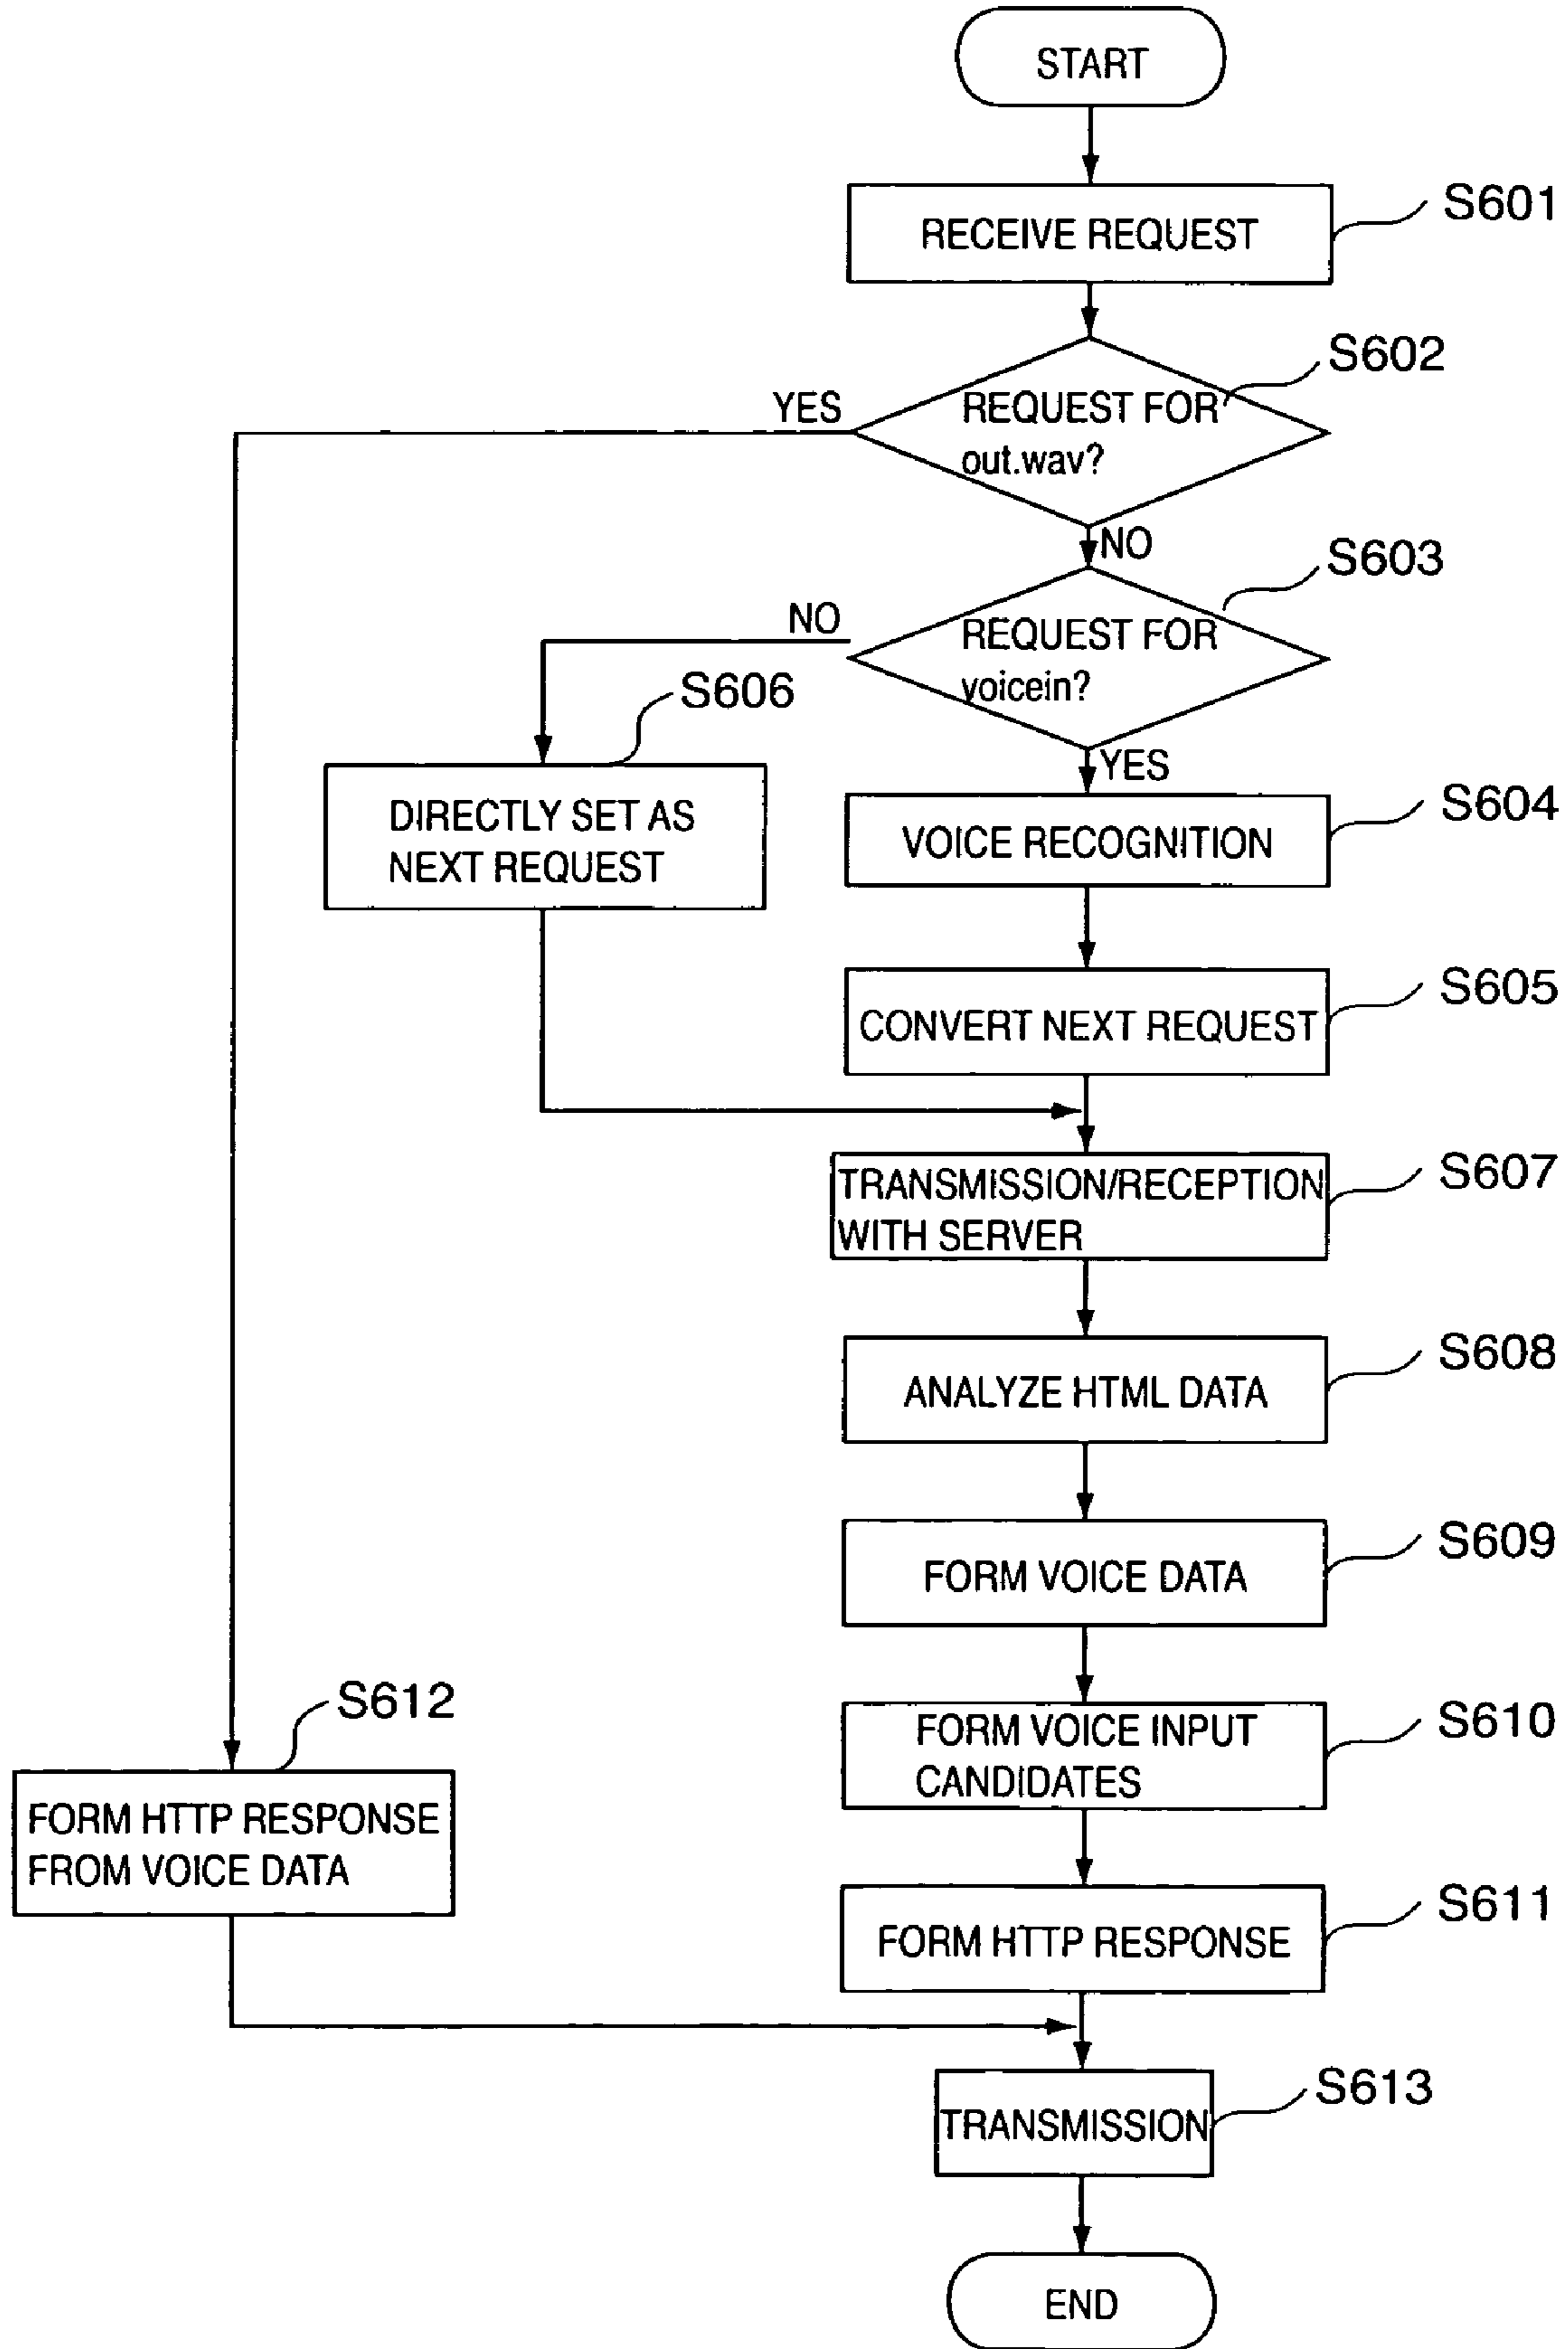 START
RECEIVE REQUEST
S601
S602
YES
REQUEST FOR
out.wav?
NO
S603
NO
REQUEST FOR
voicein?
S606
YES
DIRECTLY SET AS
NEXT REQUEST
S604
VOICE RECOGNITION
S605
CONVERT NEXT REQUEST
S607
TRANSMISSION/RECEPTION
WITH SERVER
S608
ANALYZE HTML DATA
S609
FORM VOICE DATA
S612
S610
FORM VOICE INPUT
CANDIDATES
FORM HTTP RESPONSE
FROM VOICE DATA
S611
FORM HTTP RESPONSE
S613
TRANSMISSION
END